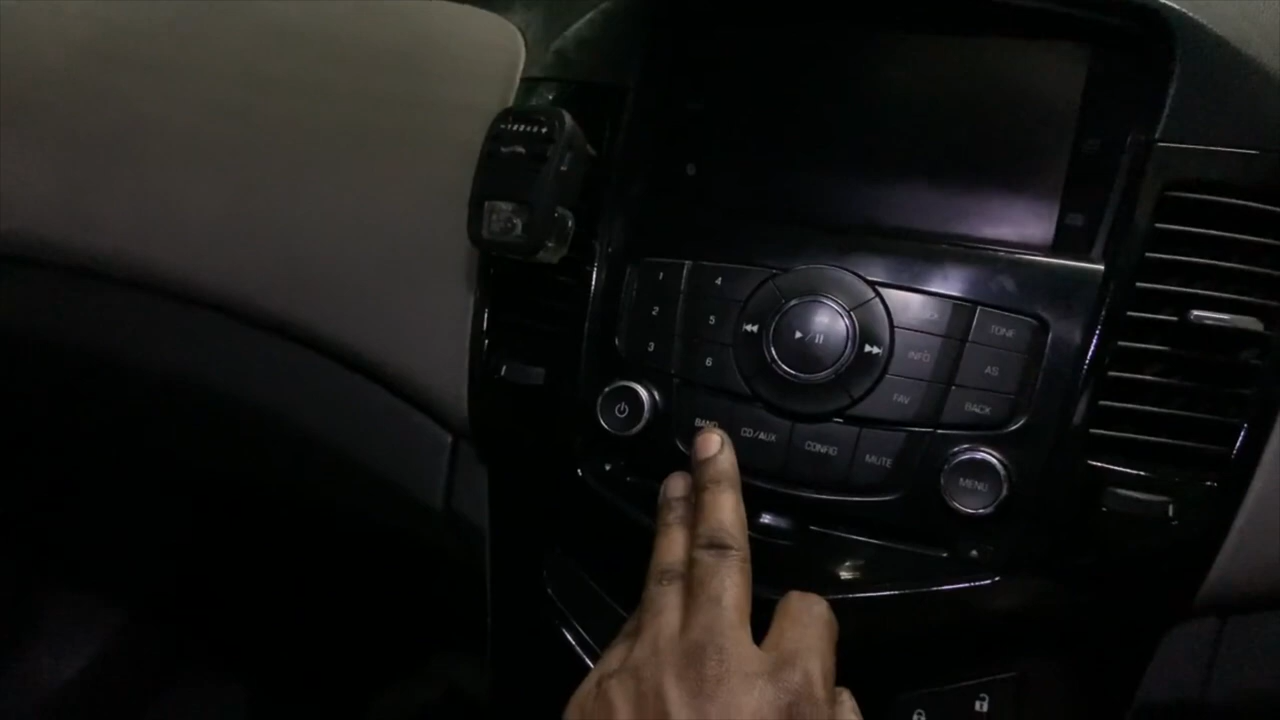 1
4
2
5
3
6
INFO
TONE
AS
FAV
BACK
BAND
CD/AUX
CONFIG
MUTE
MENU